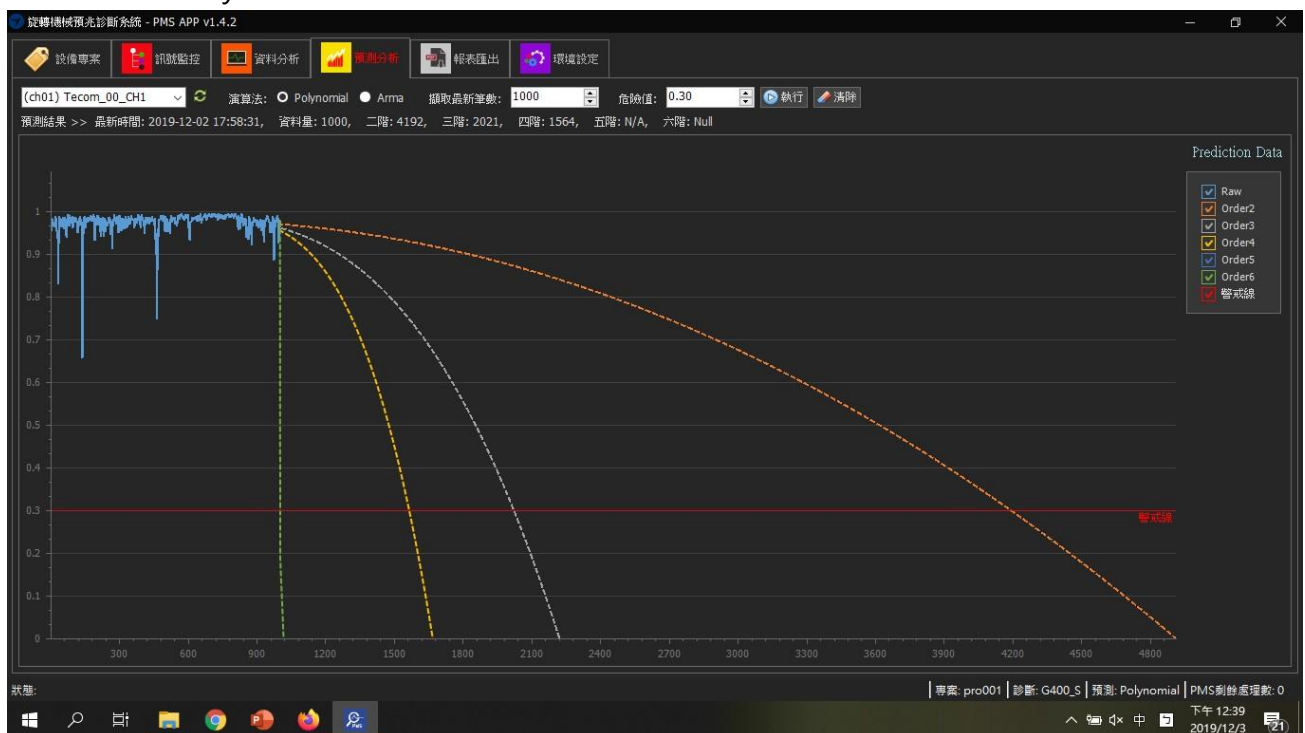 旋轉機械預兆診斷系統 - PMS APP v1.4.2
設備專案 訊號監控 資料分析 預測分析 報表匯出 環境設定
(ch01) Tecom_00_CH1 演算法: Polynomial Arma 擷取最新筆數: 1000 危險值: 0.30 執行 清除
預測結果 >> 最新時間: 2019-12-02 17:58:31, 資料量: 1000, 二階: 4192, 三階: 2021, 四階: 1564, 五階: N/A, 六階: Null
Prediction Data
Raw
Order2
Order3
Order4
Order5
Order6
警戒線
1
0.9
0.8
0.7
0.6
0.5
0.4
0.3
警戒線
0.2
0.1
0
300 600 900 1200 1500 1800 2100 2400 2700 3000 3300 3600 3900 4200 4500 4800
狀態: 專案: pro001 診斷: G400_S 預測: Polynomial PMS剩餘處理數: 0
中 下午 12:39
2019/12/3 21